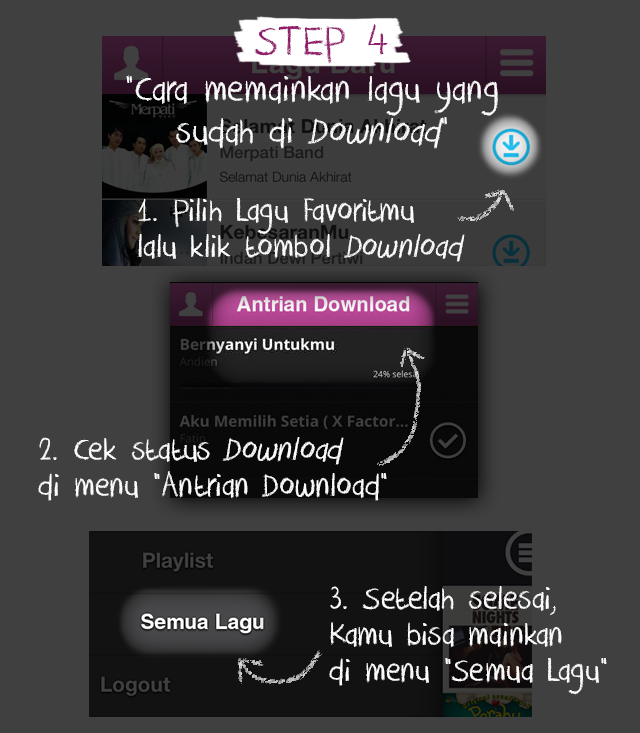 STEP 4
Lagu Baru
"Cara memainkan lagu yang
sudah di Download"
Merpati
Selamat Dunia Akhirat
Merpati Band
Selamat Dunia Akhirat
1. Pilih Lagu Favoritmu
lalu klik tombol Download
KebesaranMu
Indah Dewi Pertiwi
Antrian Download
Bernyanyi Untukmu
Andien
24% selesai
Aku Memilih Setia ( X Factor...
2. Cek status Download
di menu "Antrian Download"
Playlist
Semua Lagu
Logout
3. Setelah selesai,
Kamu bisa mainkan
di menu "Semua Lagu"
NIGHTS
Perahu